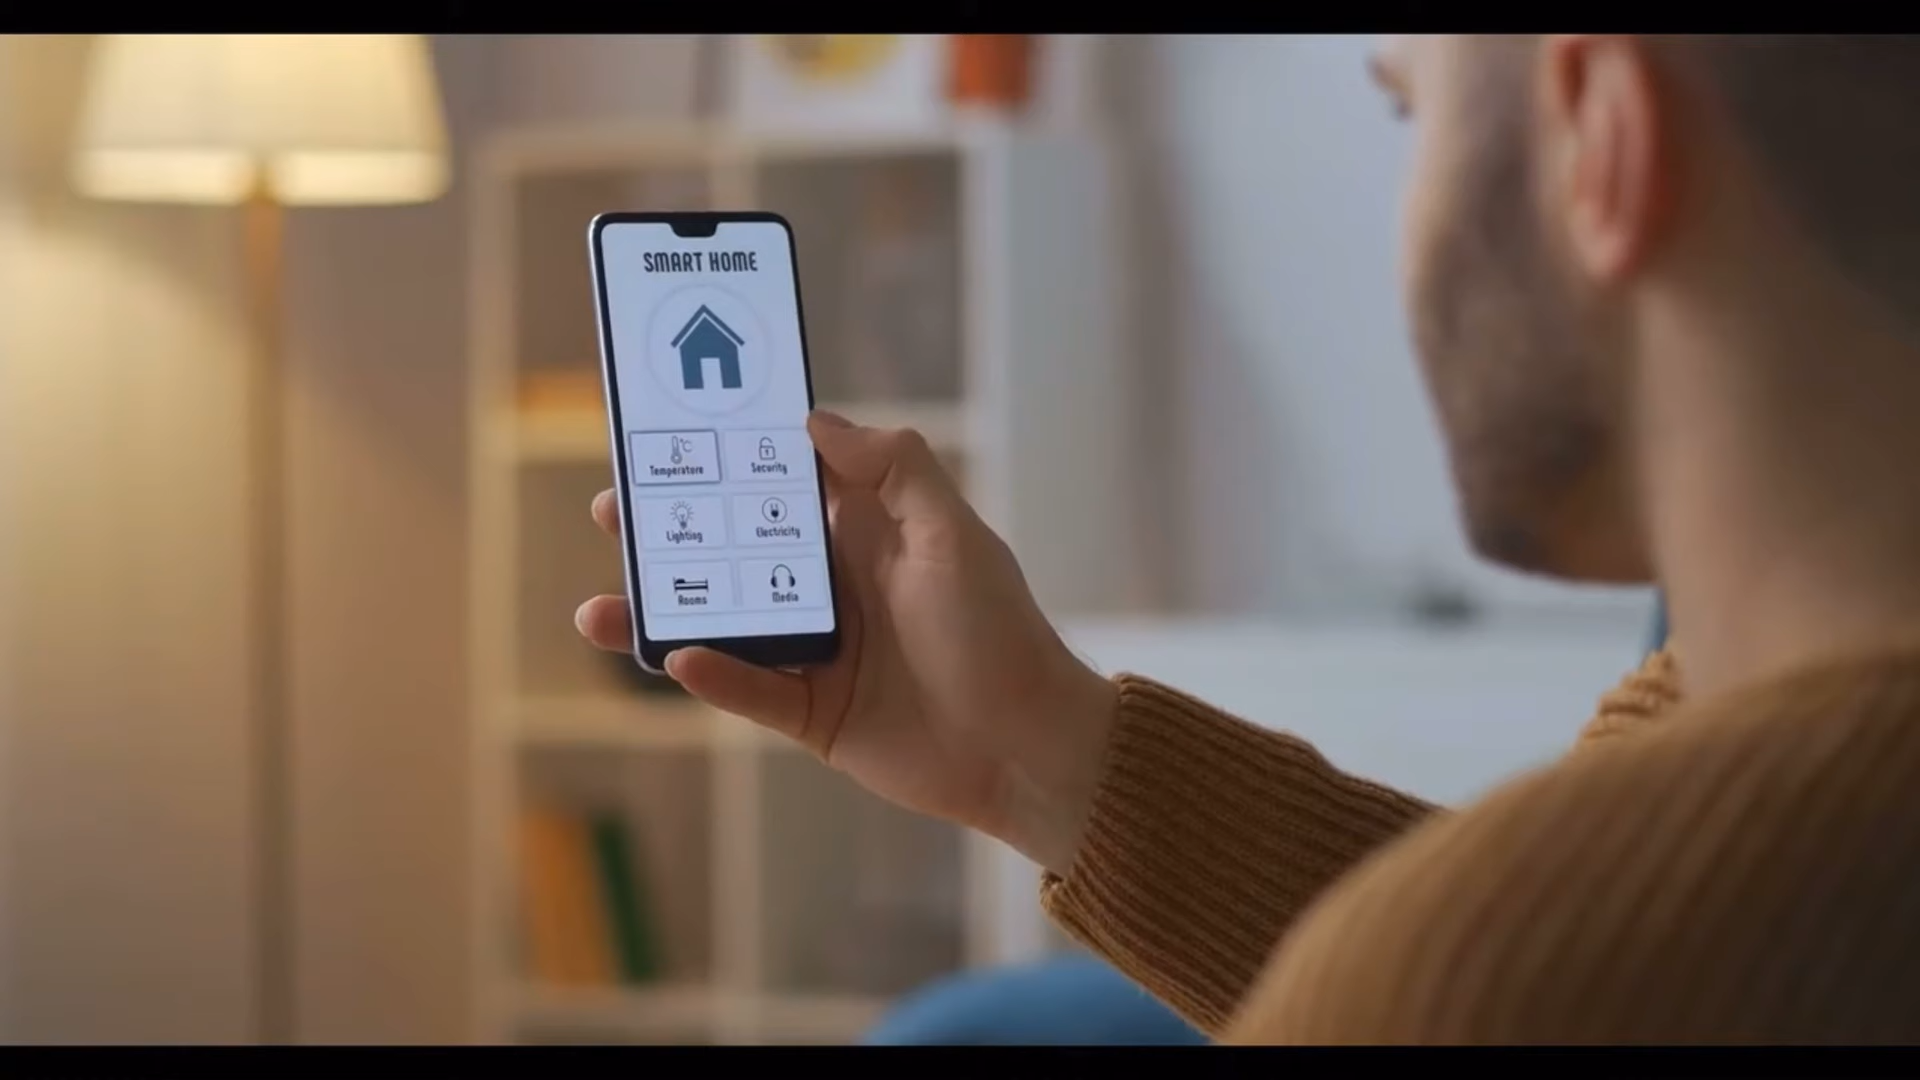 SMART HOME
°C
Temperature
Security
Lighting
Electricity
Rooms
Media